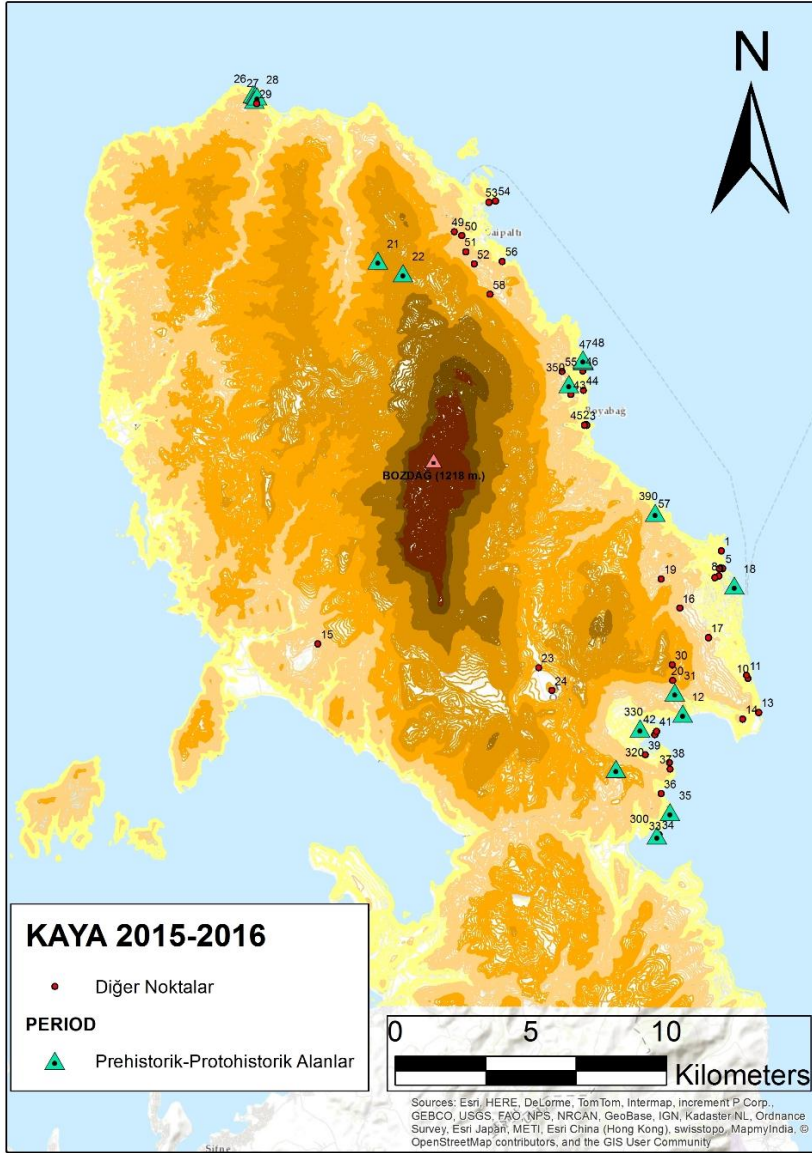 N
26 28
27
29
53 54
49 50
51
52 56
58
21
22
47 48
55 46
350
43 44
45 2 3
BOZDAĞ (1218 m.)
390
57
1
5
8
18
19
16
17
15
23
24
30
20 31
10 11
12
13
14
330 42 41
39
320
37 38
36
35
300 33 34
KAYA 2015-2016
Diğer Noktalar
PERIOD
Prehistorik-Protohistorik Alanlar
0 5 10
Kilometers
Sources: Esri, HERE, DeLorme, TomTom, Intermap, increment P Corp.,
GEBCO, USGS, FAO, NPS, NRCAN, GeoBase, IGN, Kadaster NL, Ordnance
Survey, Esri Japan, METI, Esri China (Hong Kong), swisstopo, MapmyIndia, ©
OpenStreetMap contributors, and the GIS User Community